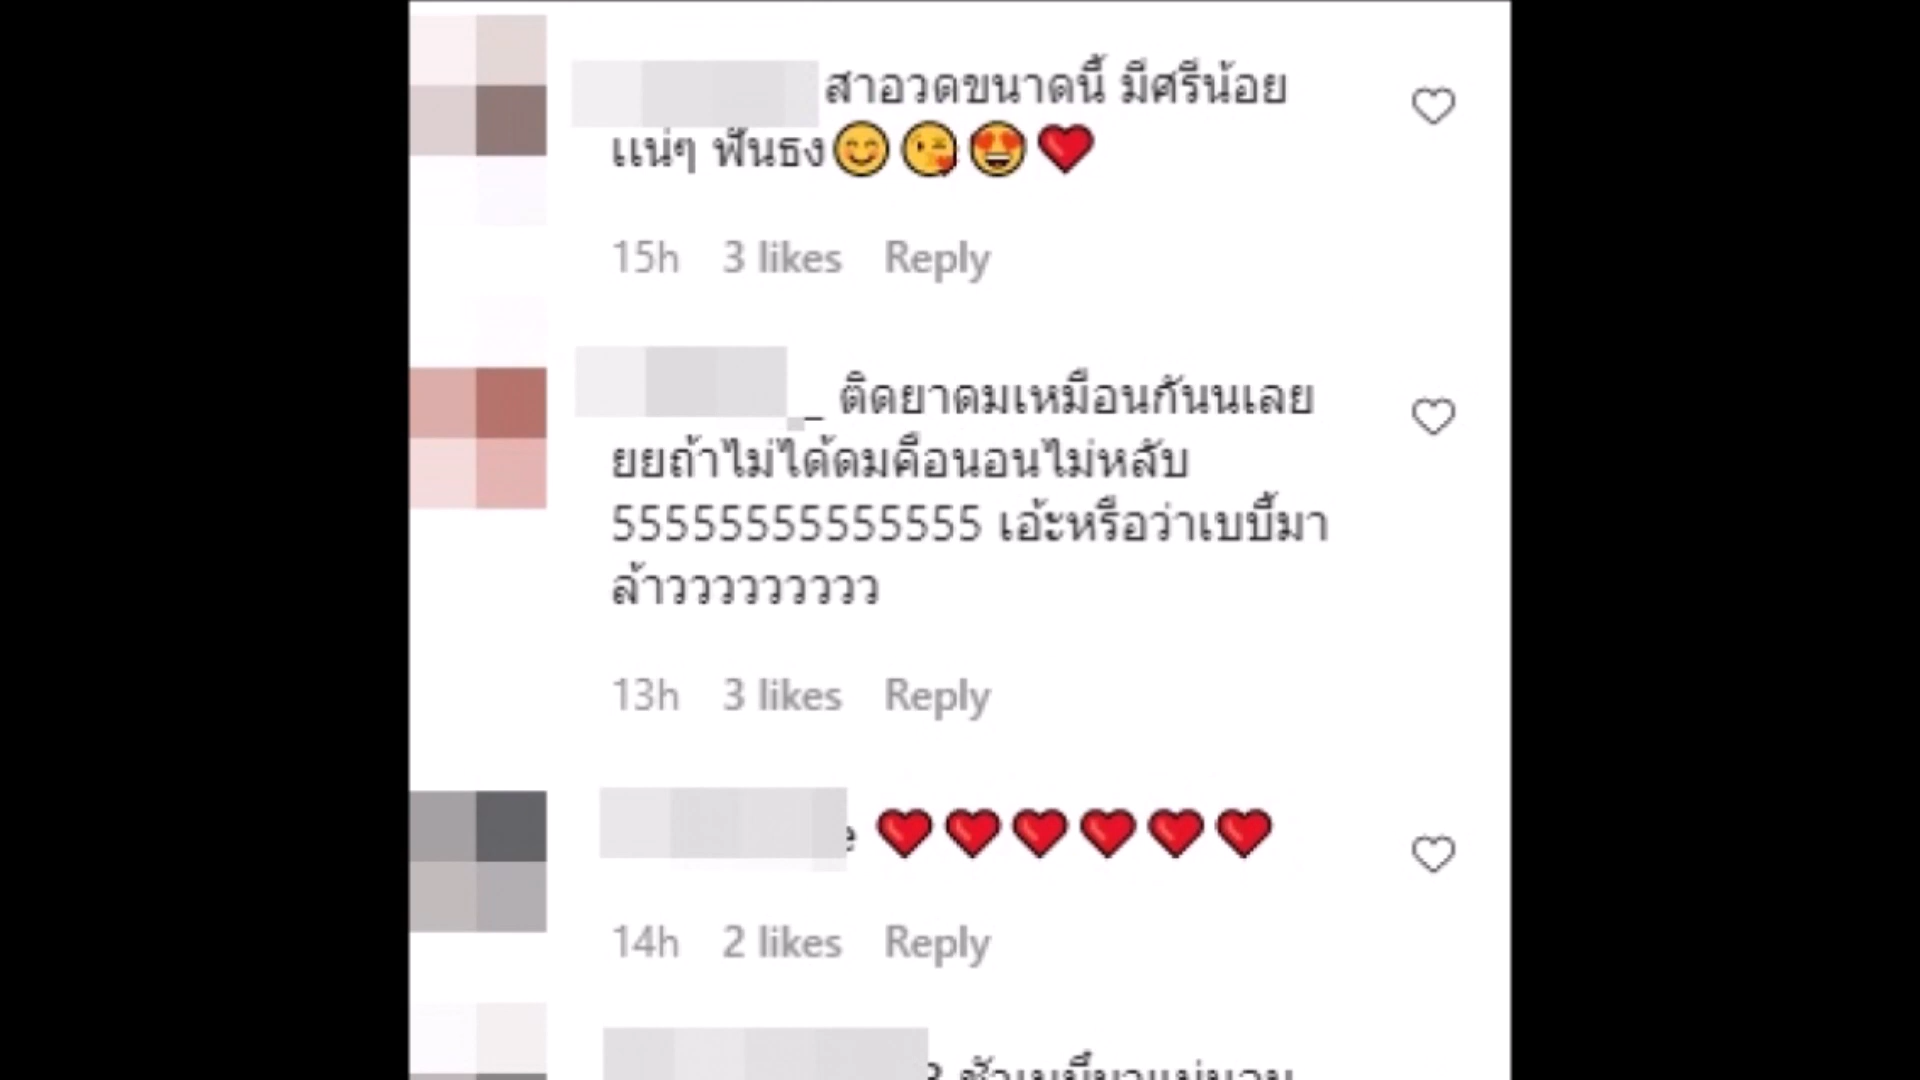 สาอวดขนาดนี้ มีศรีน้อย
แน่ๆ ฟันธง😊😘😍❤️
15h 3 likes Reply
_ ติดยาดมเหมือนกันนเลย
ยยถ้าไม่ได้ดมคือนอนไม่หลับ
55555555555555 เอ้ะหรือว่าเบบี้มา
ล้าวววววววววว
13h 3 likes Reply
e ❤️❤️❤️❤️❤️❤️
14h 2 likes Reply